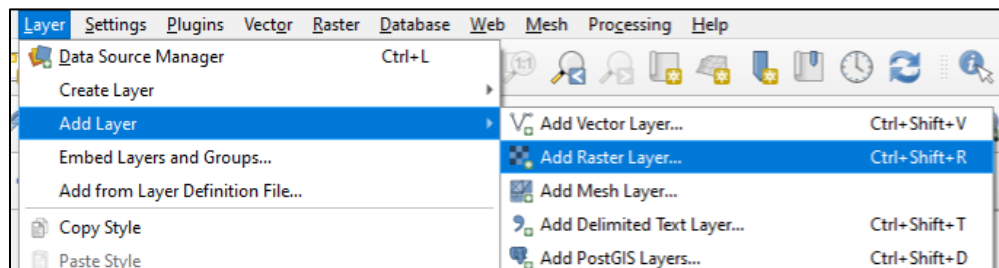 Layer Settings Plugins Vector Raster Database Web Mesh Processing Help
Data Source Manager Ctrl+L
Create Layer
Add Layer
Embed Layers and Groups...
Add from Layer Definition File...
Copy Style
Paste Style
1:1
Add Vector Layer... Ctrl+Shift+V
Add Raster Layer... Ctrl+Shift+R
Add Mesh Layer...
Add Delimited Text Layer... Ctrl+Shift+T
Add PostGIS Layers... Ctrl+Shift+D